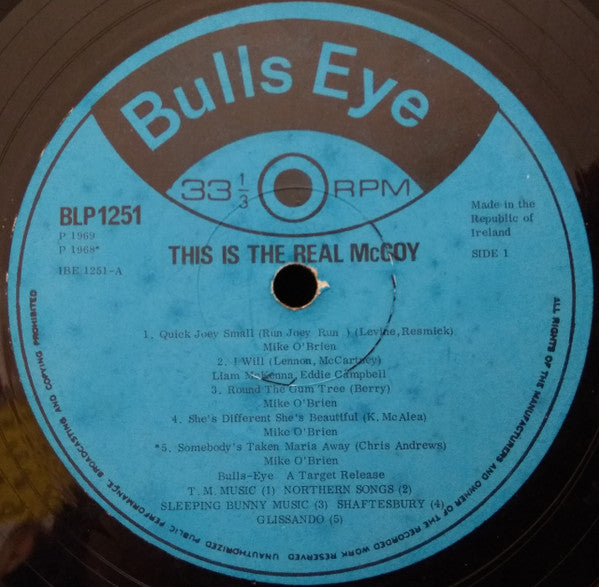 Bulls Eye
33 1/3 RPM
BLP1251
P 1969
P 1968*
IBE 1251-A
Made in the
Republic of
Ireland
SIDE 1
THIS IS THE REAL McCOY
1. Quick Joey Small (Run Joey Run ) (Levine, Resmick)
Mike O'Brien
2. I Will (Lennon, McCartney)
Liam McKenna, Eddie Campbell
3. Round The Gum Tree (Berry)
Mike O'Brien
4. She's Different She's Beautiful (K. McAlea)
Mike O'Brien
*5. Somebody's Taken Maria Away (Chris Andrews)
Mike O'Brien
Bulls-Eye A Target Release
T. M. MUSIC (1) NORTHERN SONGS (2)
SLEEPING BUNNY MUSIC (3) SHAFTESBURY (4)
GLISSANDO (5)
ALL RIGHTS OF THE MANUFACTURERS AND OWNER OF THE RECORDED WORK RESERVED UNAUTHORIZED PUBLIC PERFORMANCE, BROADCASTING AND COPYING PROHIBITED